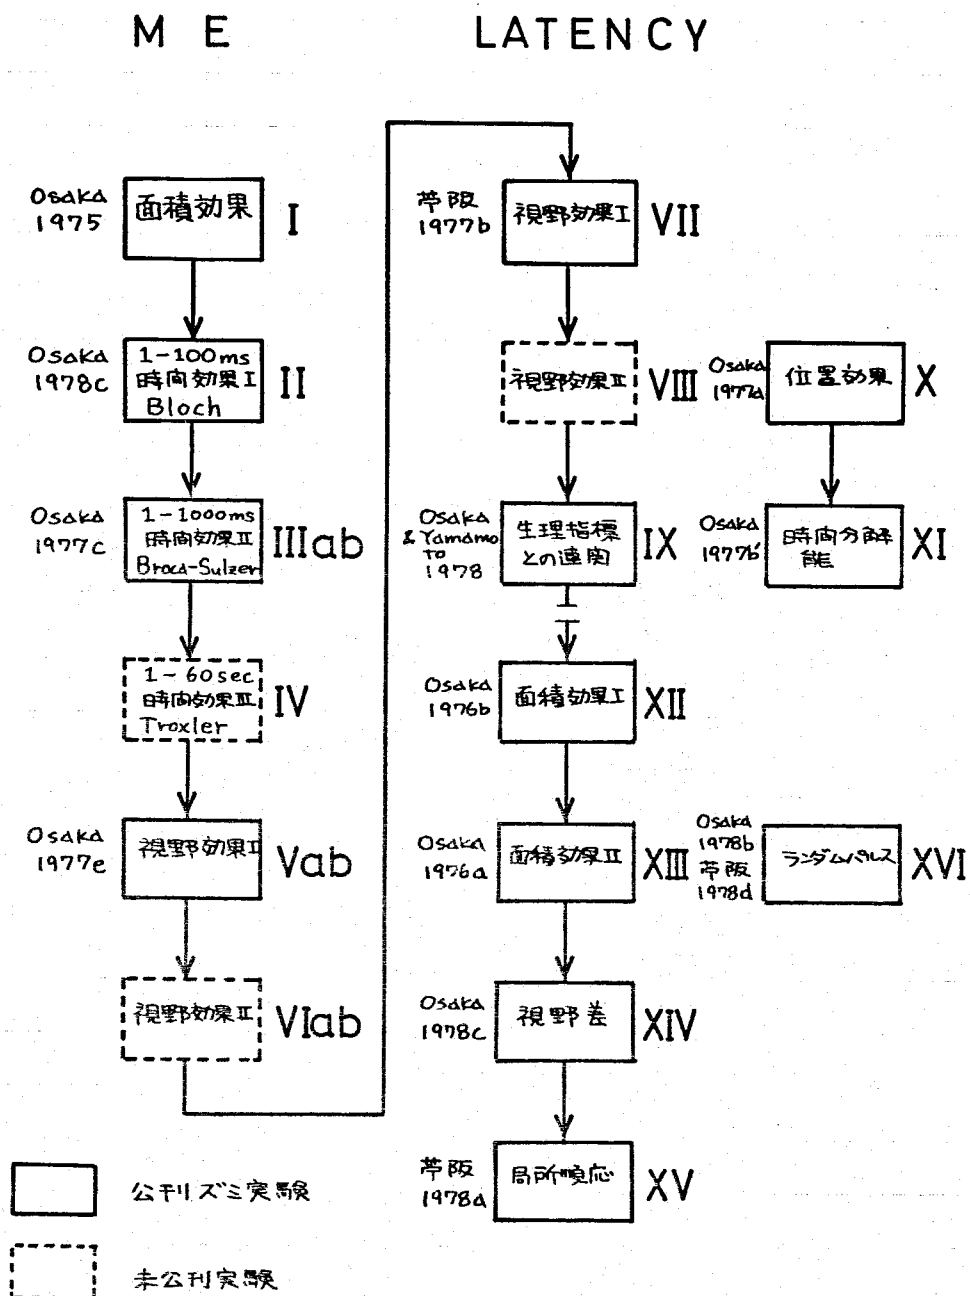 M E
LATENCY
Osaka
1975
面積効果
I
Osaka
1978c
1-100ms
時間効果I
Bloch
II
Osaka
1977c
1-1000ms
時間効果II
Broca-Sulzer
IIIab
1-60sec
時間効果III
Troxler
IV
Osaka
1977e
視野効果I
Vab
視野効果II
VIab
苧阪
1977b
視野効果I
VII
視野効果II
VIII
Osaka
1977a
位置効果
X
Osaka
& Yamamo
to
1978
生理指標
との連関
IX
Osaka
1977b'
時間分解
能
XI
Osaka
1976b
面積効果I
XII
Osaka
1976a
面積効果II
XIII
Osaka
1978b
苧阪
1978d
ランダムパルス
XVI
Osaka
1978c
視野差
XIV
苧阪
1978a
局所順応
XV
公刊ズミ実験
未公刊実験